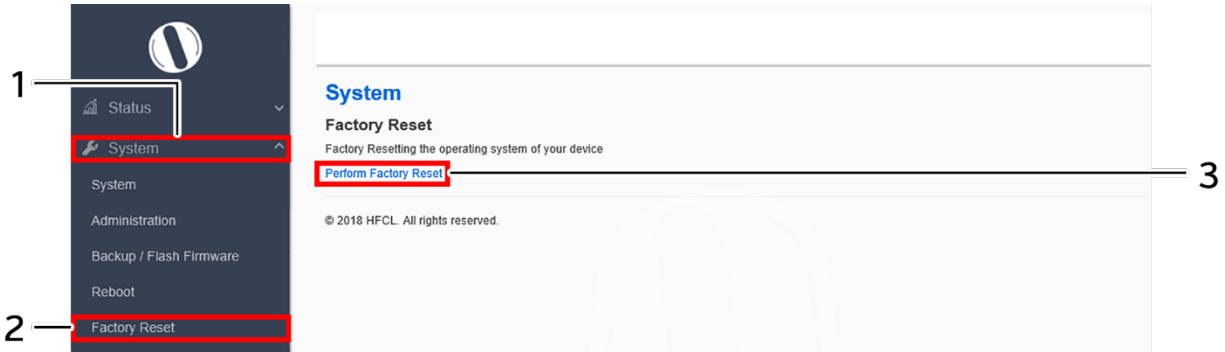 1
Status
System
System
Administration
Backup / Flash Firmware
Reboot
2
Factory Reset
System
Factory Reset
Factory Resetting the operating system of your device
Perform Factory Reset
3
© 2018 HFCL. All rights reserved.